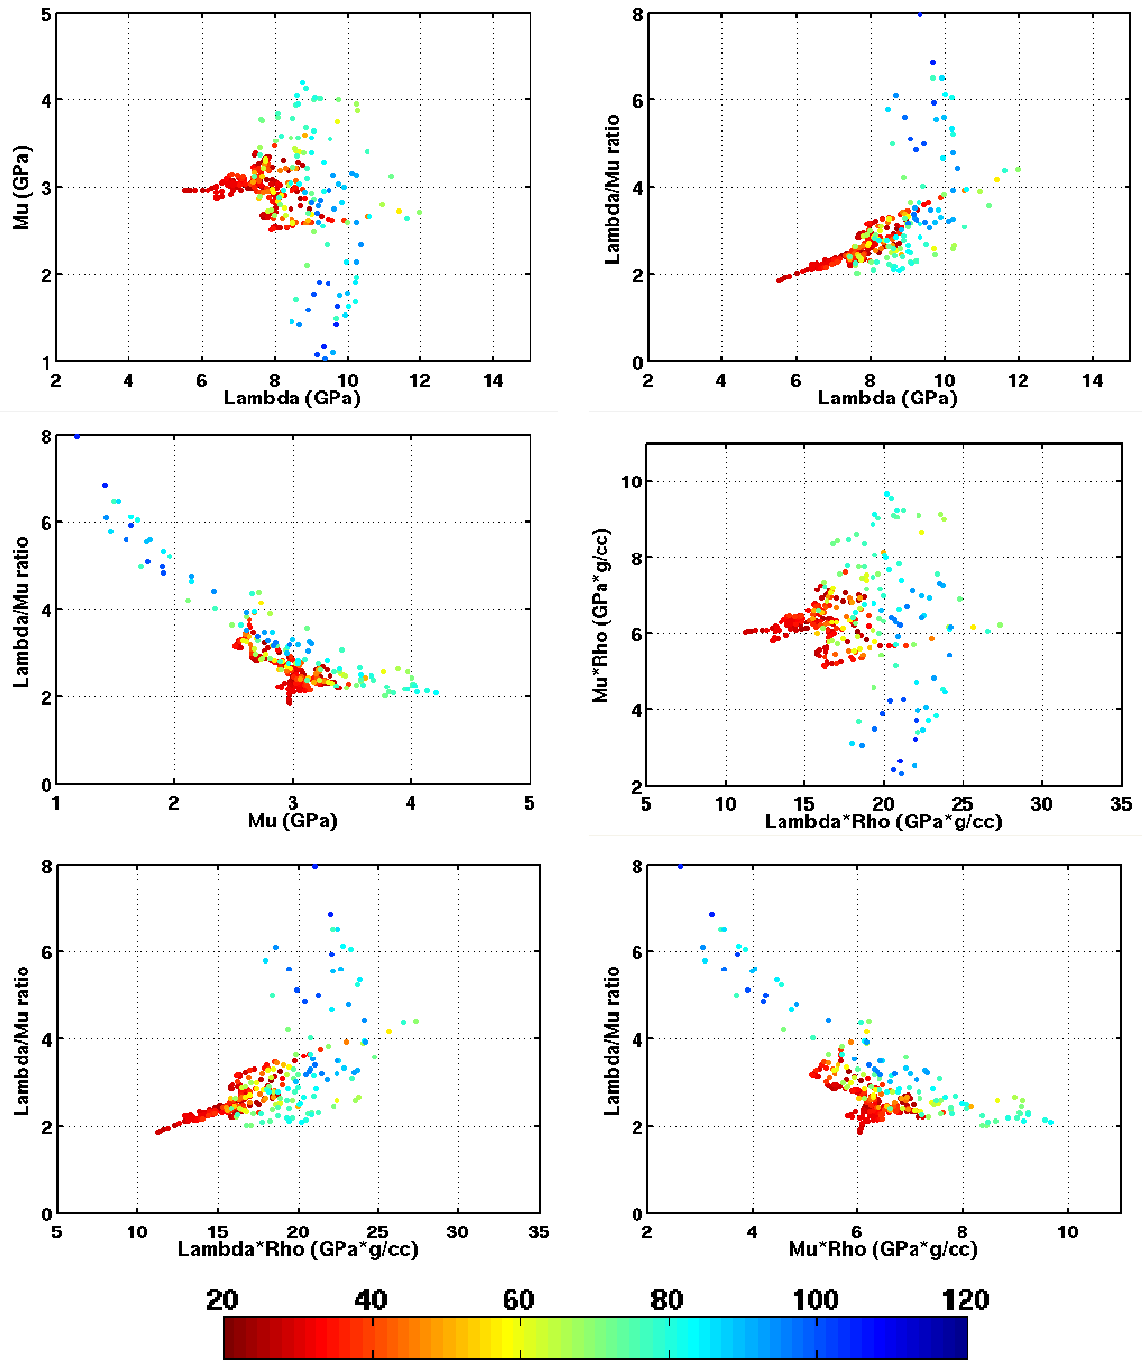 5
4
3
2
1
Mu (GPa)
2 4 6 8 10 12 14
Lambda (GPa)
8
6
4
2
0
Lambda/Mu ratio
2 4 6 8 10 12 14
Lambda (GPa)
8
6
4
2
0
Lambda/Mu ratio
1 2 3 4 5
Mu (GPa)
10
8
6
4
2
Mu*Rho (GPa*g/cc)
5 10 15 20 25 30 35
Lambda*Rho (GPa*g/cc)
8
6
4
2
0
Lambda/Mu ratio
5 10 15 20 25 30 35
Lambda*Rho (GPa*g/cc)
8
6
4
2
0
Lambda/Mu ratio
2 4 6 8 10
Mu*Rho (GPa*g/cc)
20 40 60 80 100 120